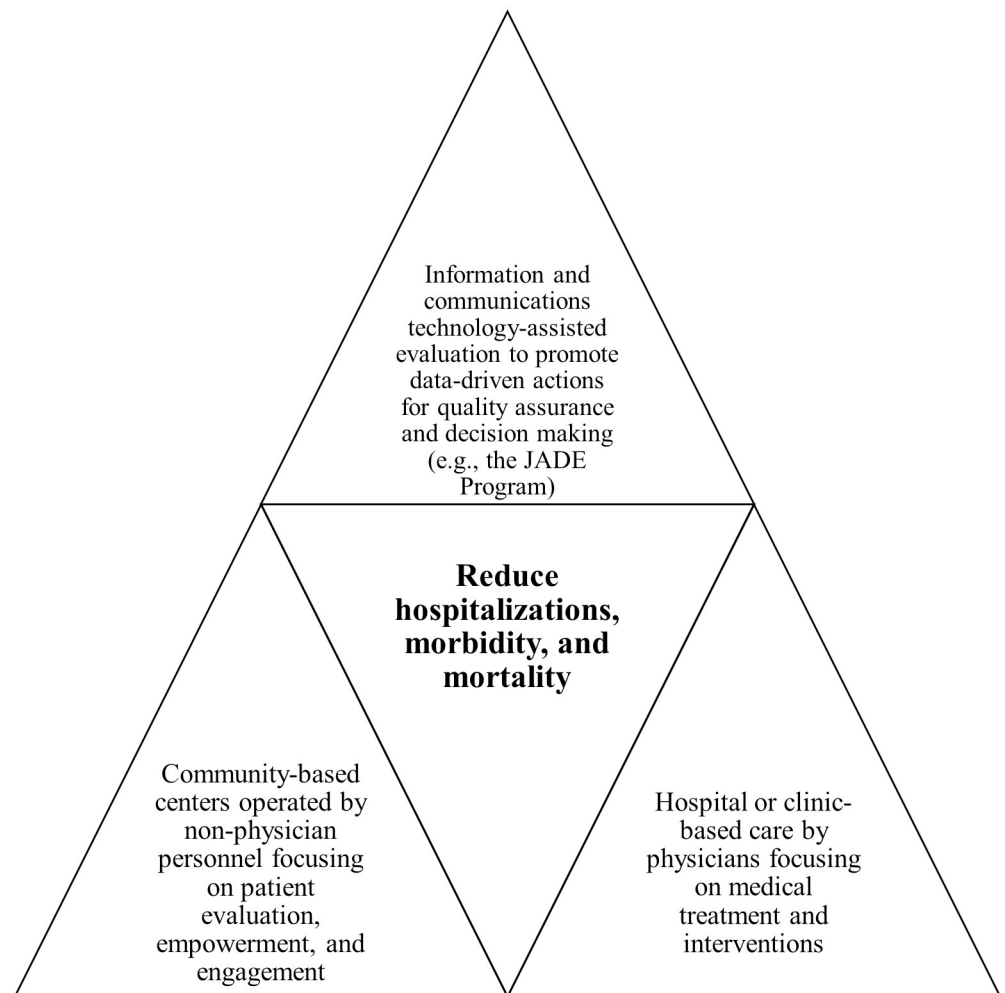 Information and
communications
technology-assisted
evaluation to promote
data-driven actions
for quality assurance
and decision making
(e.g., the JADE
Program)
Reduce
hospitalizations,
morbidity, and
mortality
Community-based
centers operated by
non-physician
personnel focusing
on patient
evaluation,
empowerment, and
engagement
Hospital or clinic-
based care by
physicians focusing
on medical
treatment and
interventions